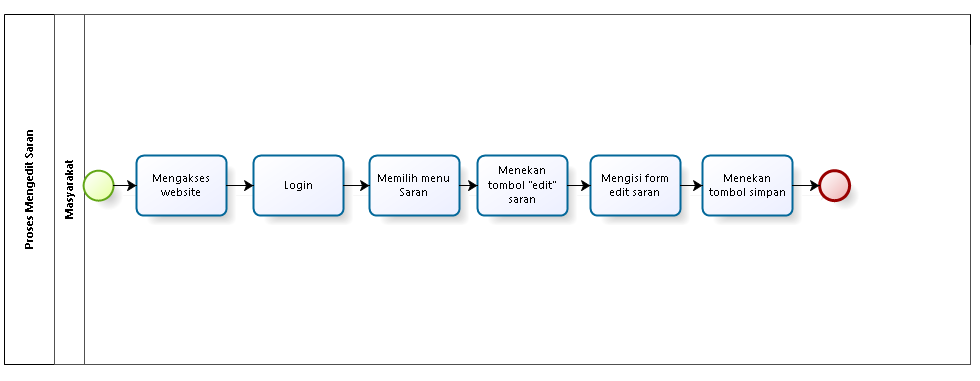 Proses Mengedit Saran
Masyarakat
Mengakses
website
Login
Memilih menu
Saran
Menekan
tombol "edit"
saran
Mengisi form
edit saran
Menekan
tombol simpan